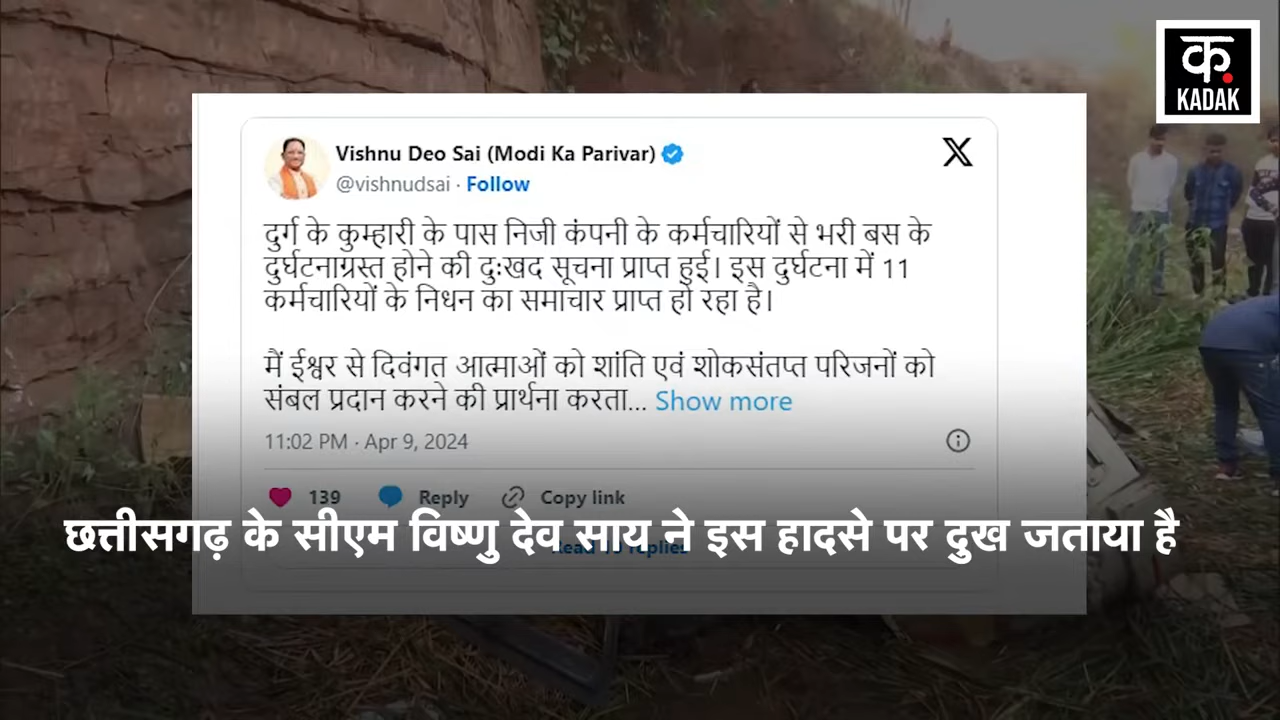 क.
KADAK
Vishnu Deo Sai (Modi Ka Parivar)
@vishnudsai · Follow
X
दुर्ग के कुम्हारी के पास निजी कंपनी के कर्मचारियों से भरी बस के
दुर्घटनाग्रस्त होने की दुःखद सूचना प्राप्त हुई। इस दुर्घटना में 11
कर्मचारियों के निधन का समाचार प्राप्त हो रहा है।
मैं ईश्वर से दिवंगत आत्माओं को शांति एवं शोकसंतप्त परिजनों को
संबल प्रदान करने की प्रार्थना करता... Show more
11:02 PM · Apr 9, 2024
139 Reply Copy link
छत्तीसगढ़ के सीएम विष्णु देव साय ने इस हादसे पर दुख जताया है
Read replies